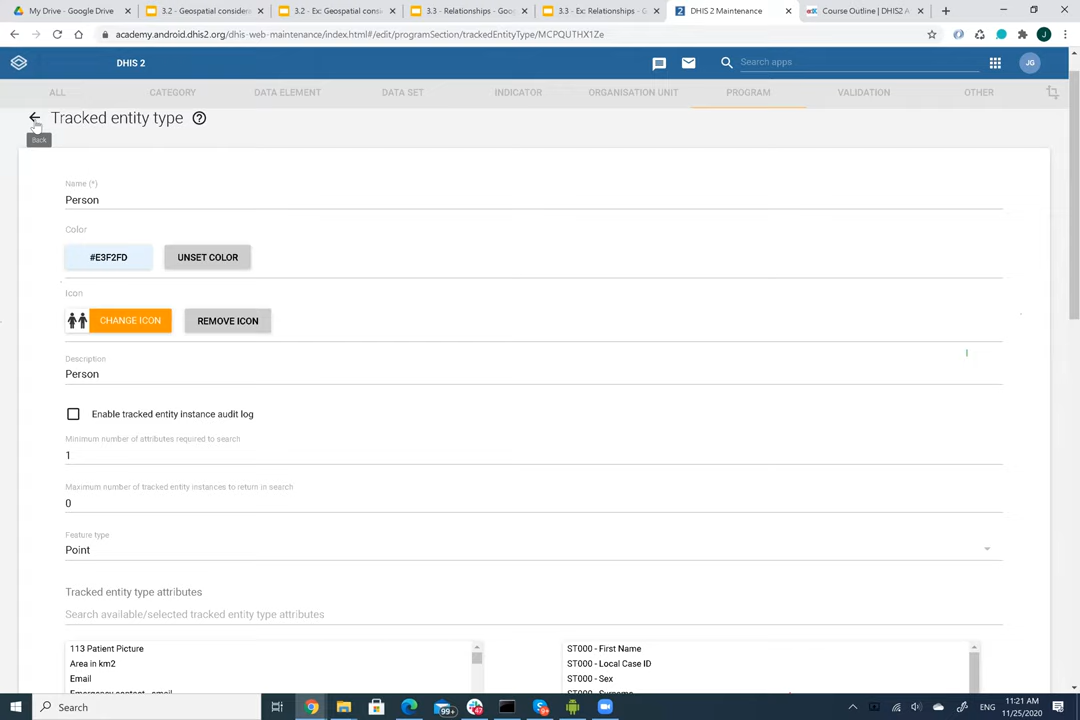 My Drive - Google Drive
3.2 - Geospatial consider
3.2 - Ex: Geospatial consi
3.3 - Relationships - Goo
3.3 - Ex: Relationships - G
DHIS 2 Maintenance
Course Outline | DHIS2 A
academy.android.dhis2.org/dhis-web-maintenance/index.html#/edit/programSection/trackedEntityType/MCPQUTHX1Ze
J
DHIS 2
Search apps
JG
ALL
CATEGORY
DATA ELEMENT
DATA SET
INDICATOR
ORGANISATION UNIT
PROGRAM
VALIDATION
OTHER
Tracked entity type
Back
Name (*)
Person
Color
#E3F2FD
UNSET COLOR
Icon
CHANGE ICON
REMOVE ICON
Description
Person
Enable tracked entity instance audit log
Minimum number of attributes required to search
1
Maximum number of tracked entity instances to return in search
0
Feature type
Point
Tracked entity type attributes
Search available/selected tracked entity type attributes
113 Patient Picture
Area in km2
Email
Emergency contact - email
ST000 - First Name
ST000 - Local Case ID
ST000 - Sex
ST000 - Surname
Search
99+
ENG
11:21 AM
11/25/2020